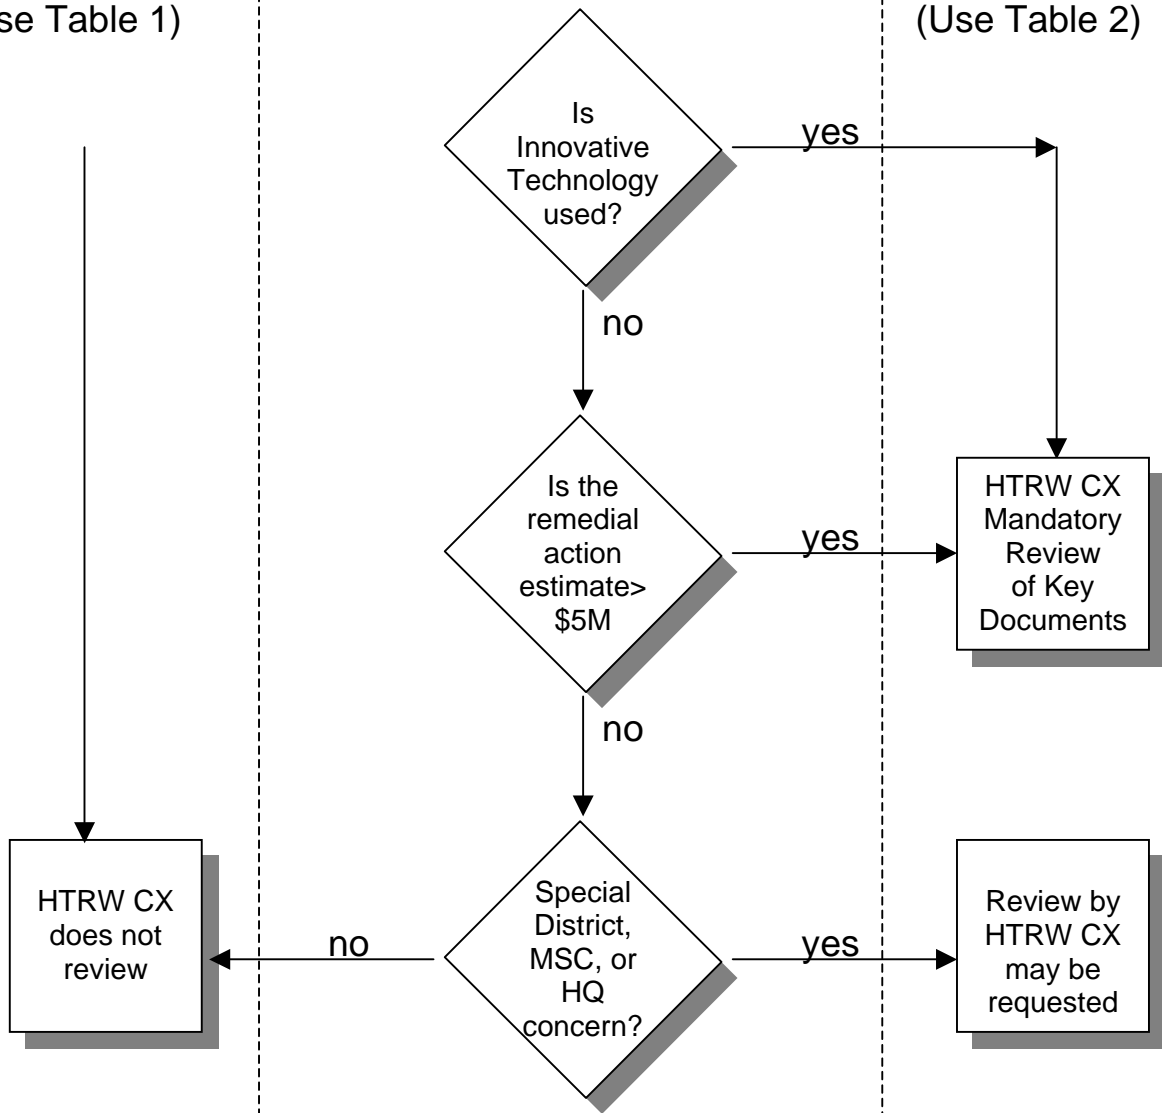 se Table 1)
(Use Table 2)
Is
Innovative
Technology
used?
yes
no
Is the
remedial
action
estimate>
$5M
yes
HTRW CX
Mandatory
Review
of Key
Documents
no
HTRW CX
does not
review
no
Special
District,
MSC, or
HQ
concern?
yes
Review by
HTRW CX
may be
requested